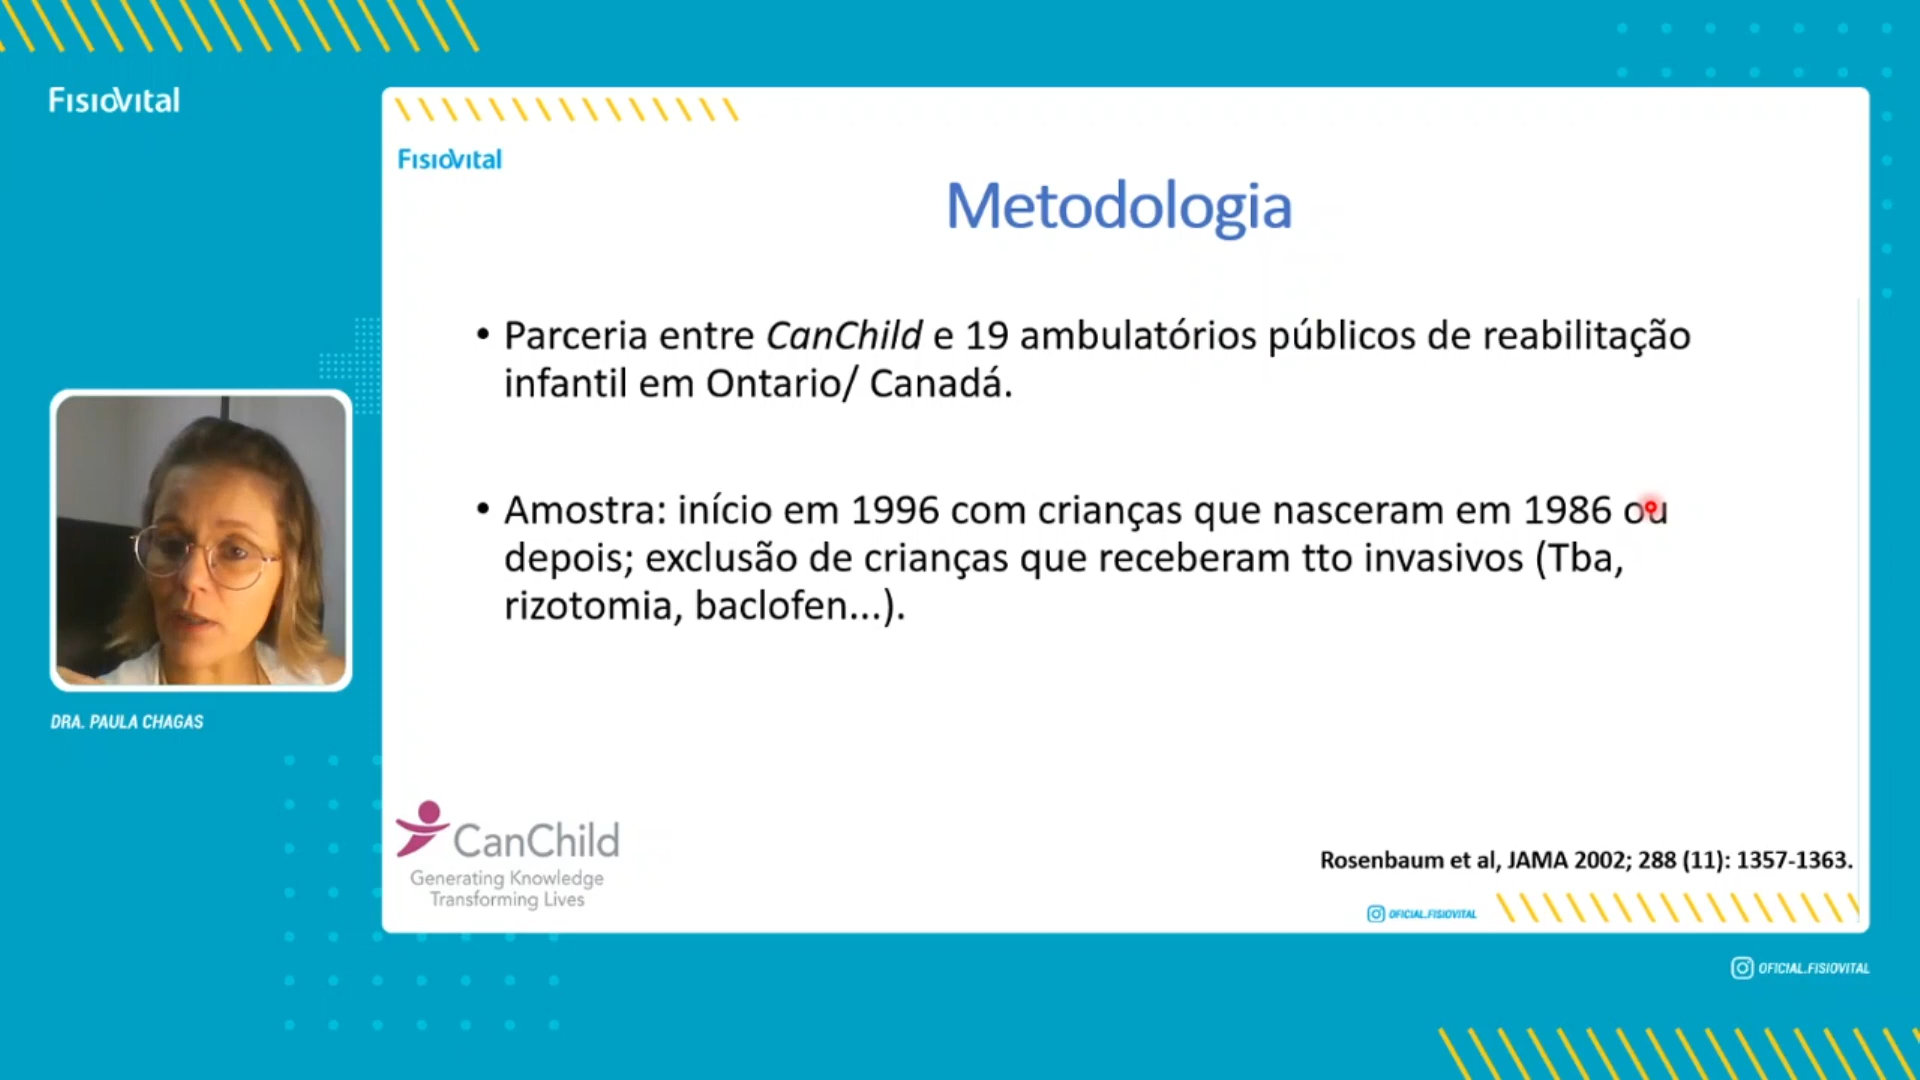 FisioVital
FisioVital
Metodologia
• Parceria entre CanChild e 19 ambulatórios públicos de reabilitação
infantil em Ontario/ Canadá.
• Amostra: início em 1996 com crianças que nasceram em 1986 ou
depois; exclusão de crianças que receberam tto invasivos (Tba,
rizotomia, baclofen...).
DRA. PAULA CHAGAS
CanChild
Generating Knowledge
Transforming Lives
Rosenbaum et al, JAMA 2002; 288 (11): 1357-1363.
OFICIAL.FISIOVITAL
OFICIAL.FISIOVITAL